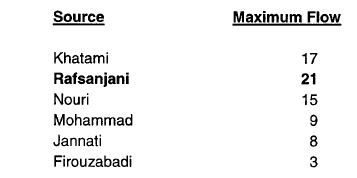 Source Maximum Flow
Khatami 17
Rafsanjani 21
Nouri 15
Mohammad 9
Jannati 8
Firouzabadi 3